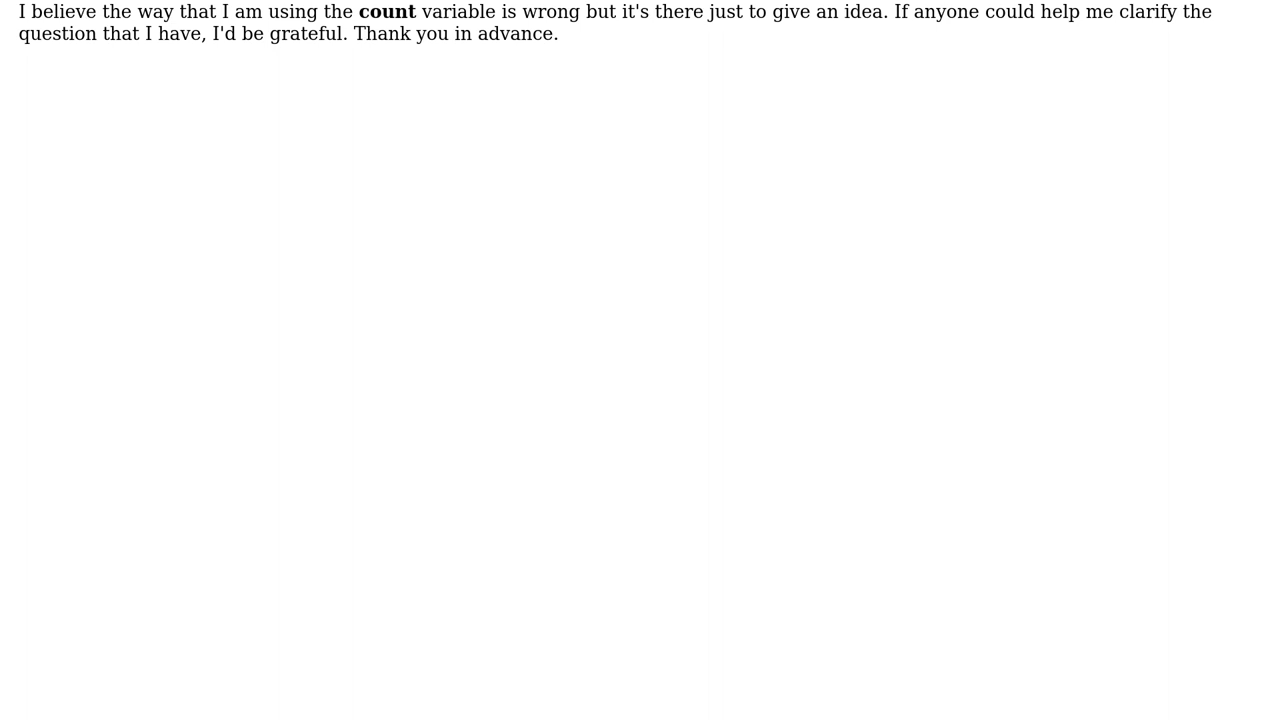 I believe the way that I am using the count variable is wrong but it's there just to give an idea. If anyone could help me clarify the
question that I have, I'd be grateful. Thank you in advance.